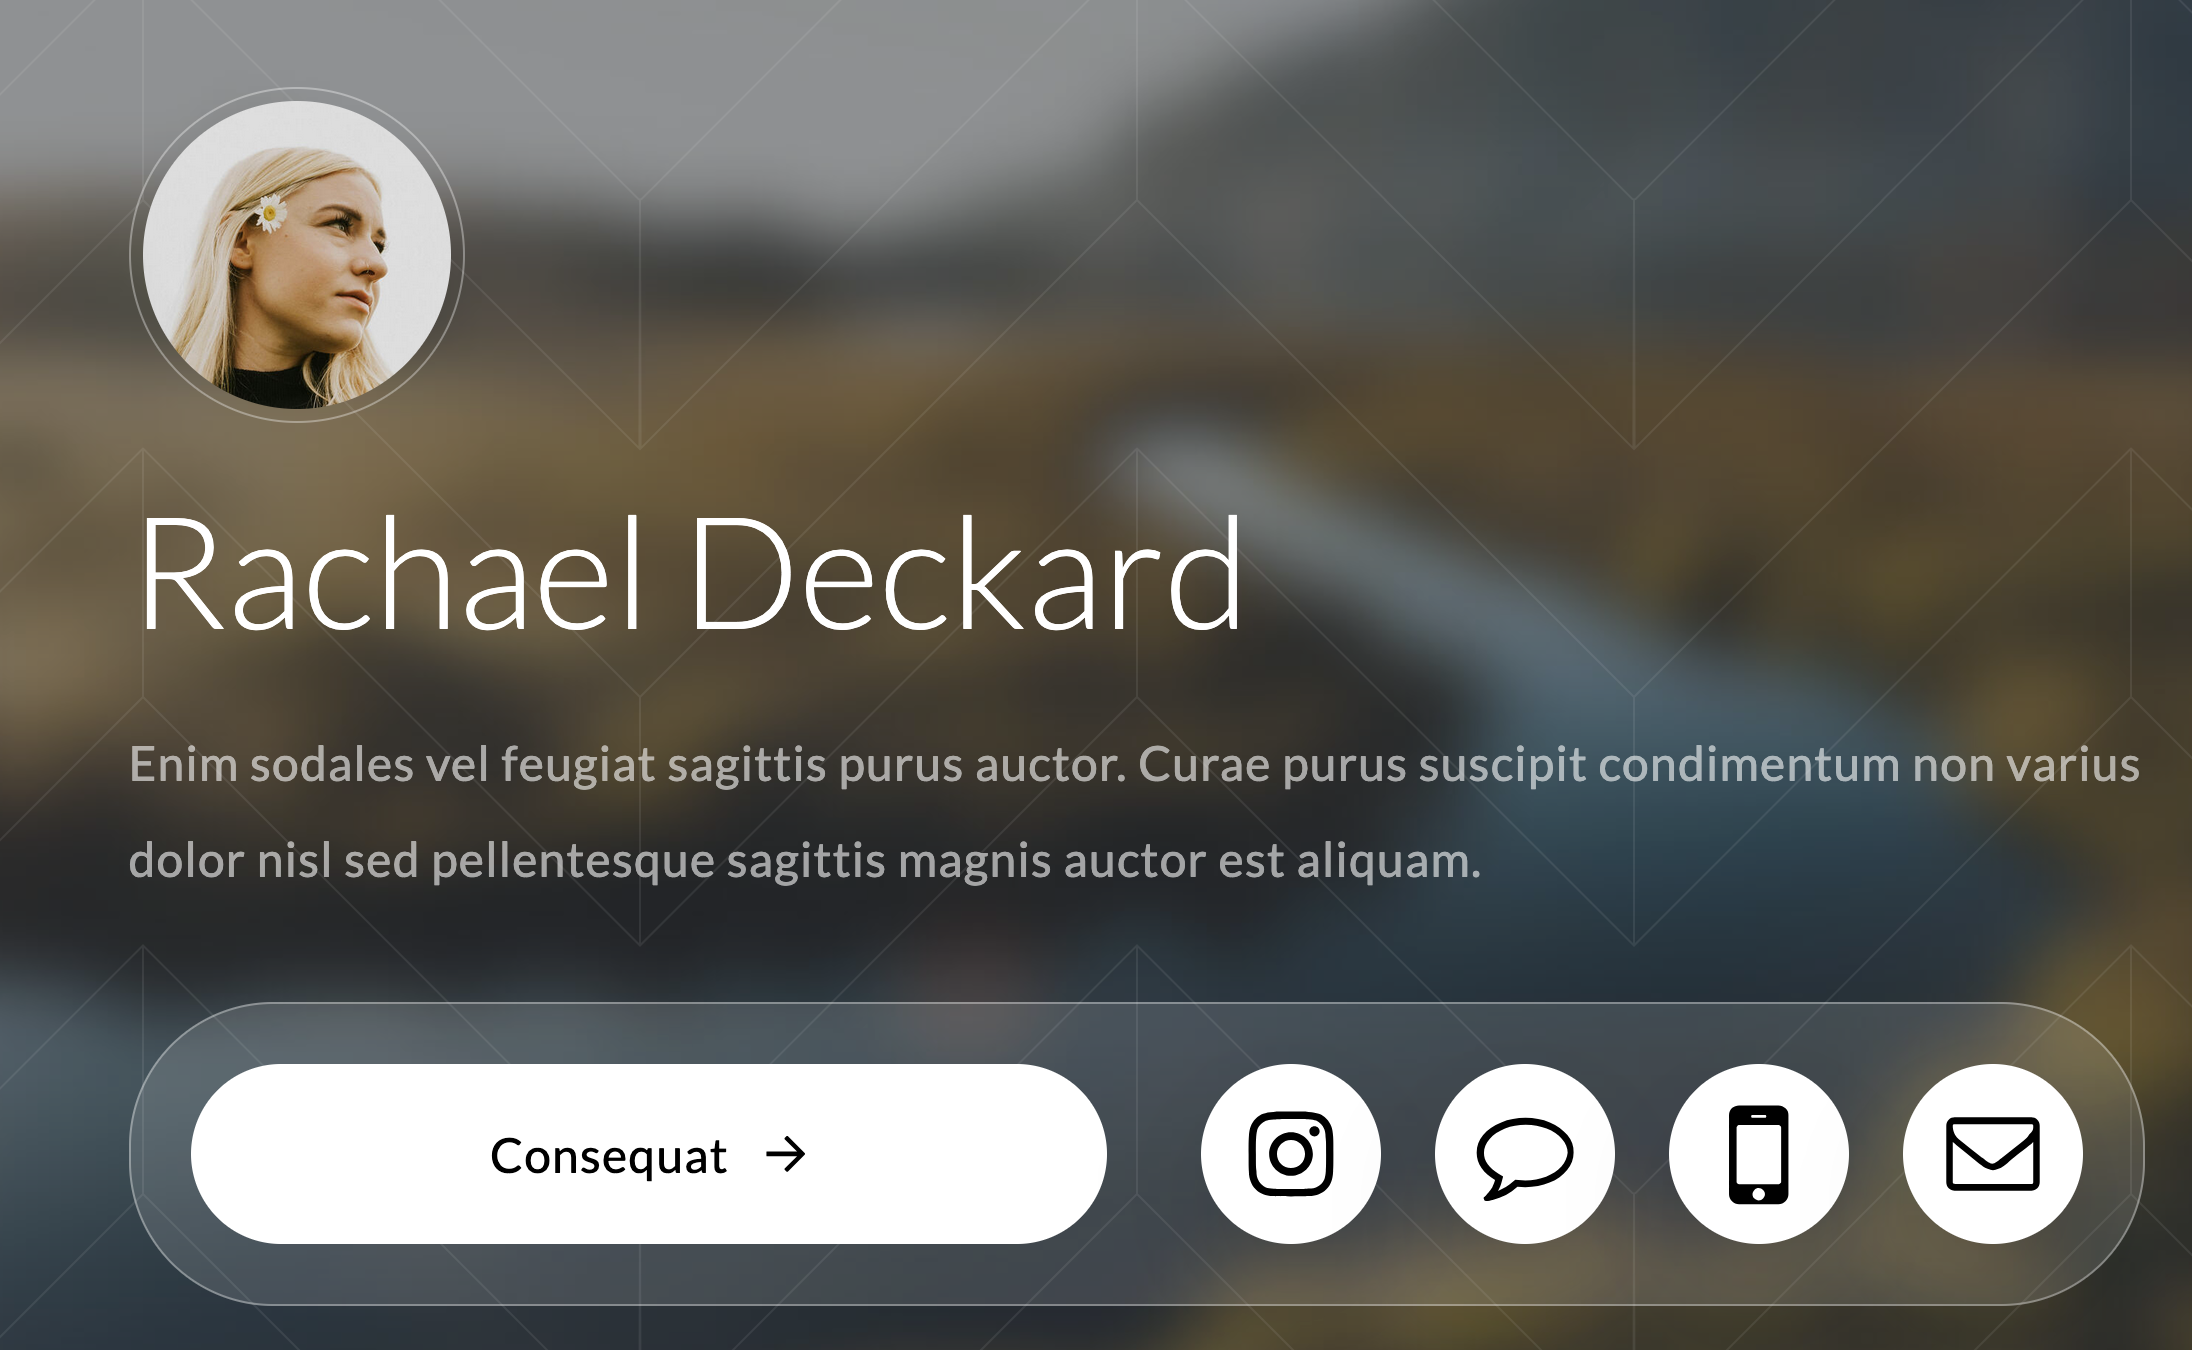 Rachael Deckard
Enim sodales vel feugiat sagittis purus auctor. Curae purus suscipit condimentum non varius
dolor nisl sed pellentesque sagittis magnis auctor est aliquam.
Consequat →